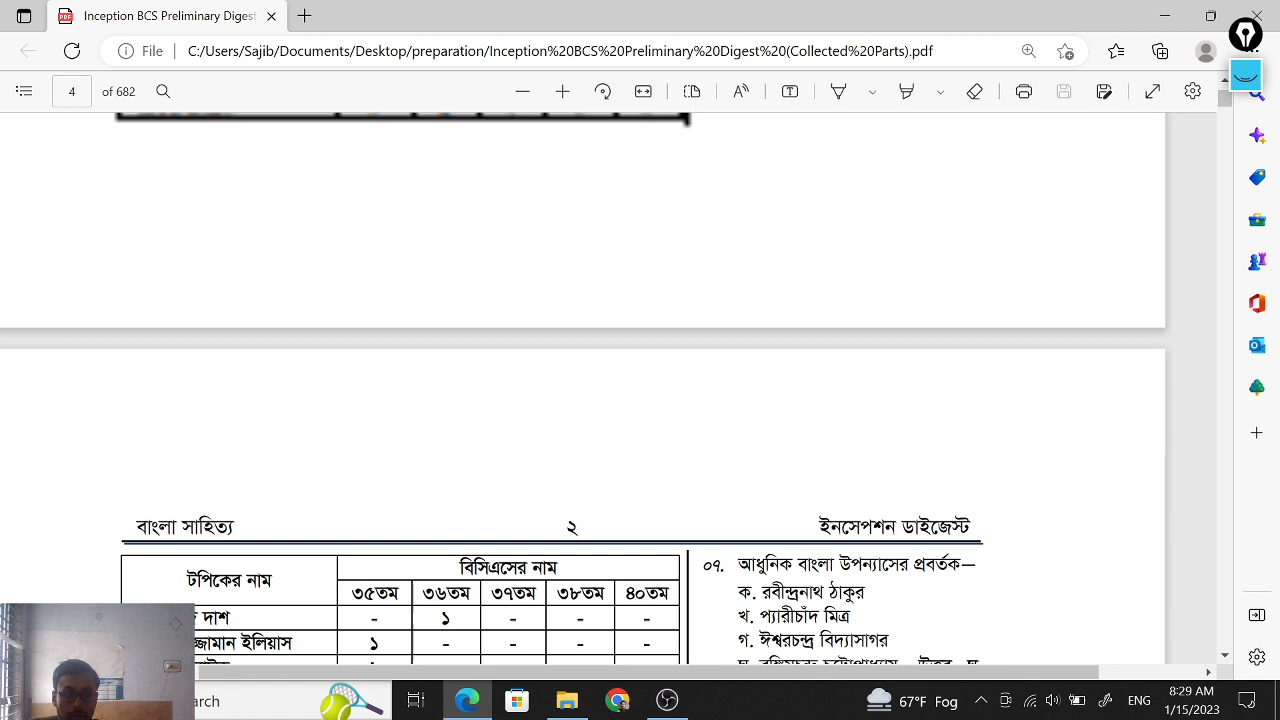 Inception BCS Preliminary Digest
File
C:/Users/Sajib/Documents/Desktop/preparation/Inception%20BCS%20Preliminary%20Digest%20(Collected%20Parts).pdf
4 of 682
বাংলা সাহিত্য ২ ইনসেপশন ডাইজেস্ট
টপিকের নাম
বিসিএসের নাম
৩৫তম ৩৬তম ৩৭তম ৩৮তম ৪০তম
দাশ - ১ - - -
জ্জামান ইলিয়াস ১ - - - -
০৭. আধুনিক বাংলা উপন্যাসের প্রবর্তক—
ক. রবীন্দ্রনাথ ঠাকুর
খ. প্যারীচাঁদ মিত্র
গ. ঈশ্বরচন্দ্র বিদ্যাসাগর
arch
67°F Fog
ENG
8:29 AM
1/15/2023